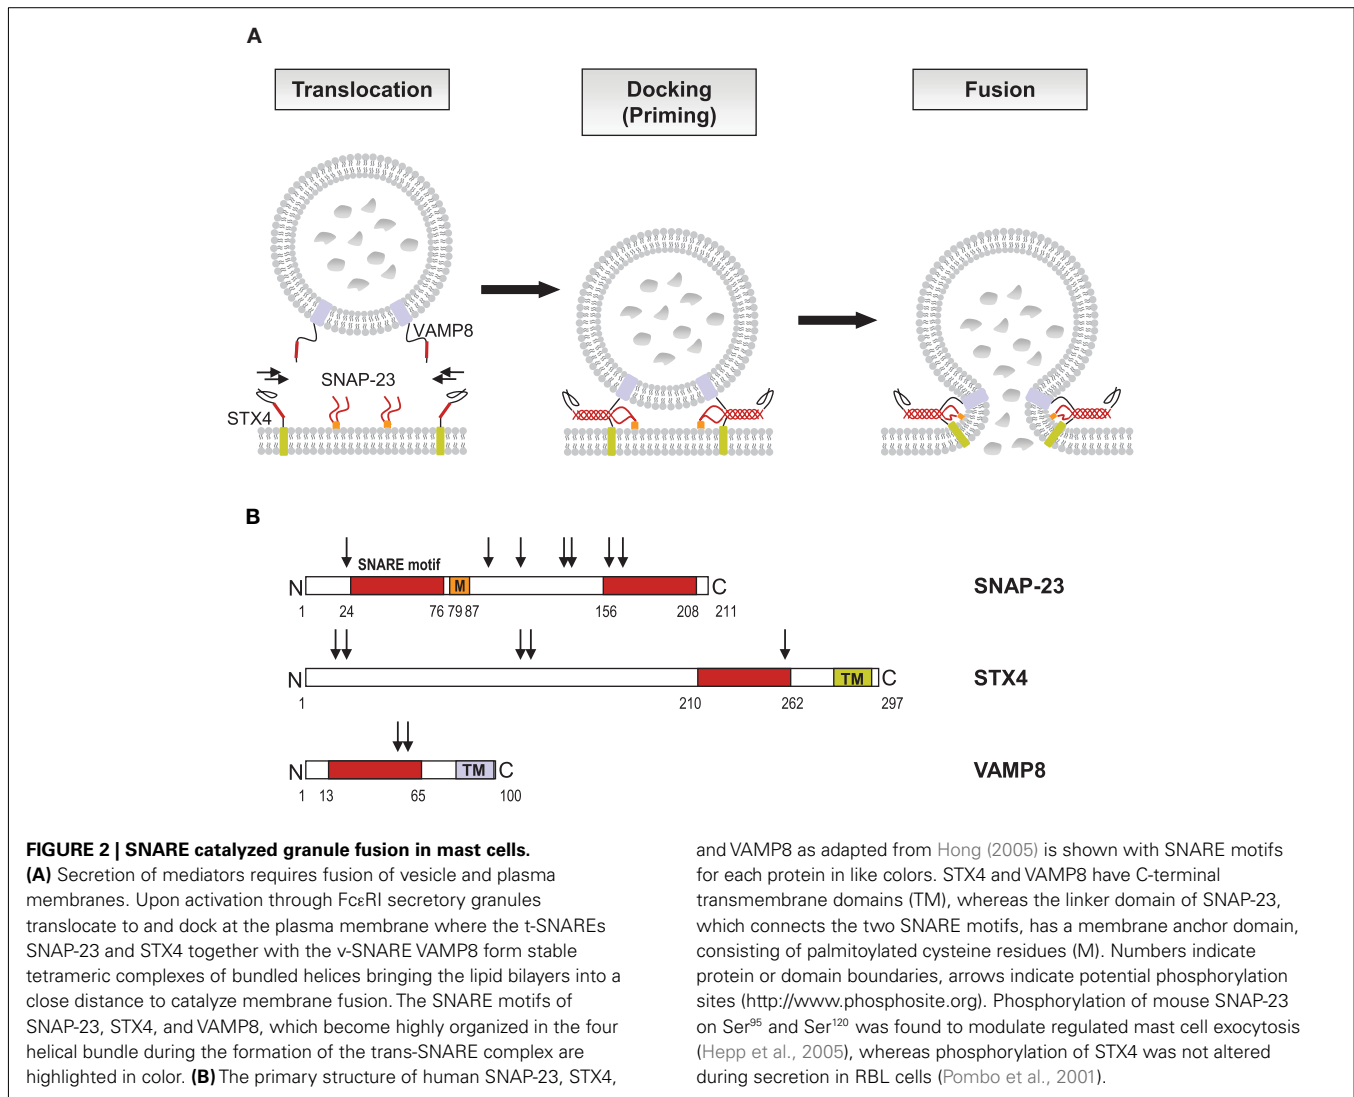 A
Translocation
Docking
(Priming)
Fusion
VAMP8
SNAP-23
STX4
B
SNARE motif
N
M
C
SNAP-23
1 24 76 79 87 156 208 211
N
TM
C
STX4
1 210 262 297
N
TM
C
VAMP8
1 13 65 100
FIGURE 2 | SNARE catalyzed granule fusion in mast cells.
(A) Secretion of mediators requires fusion of vesicle and plasma
membranes. Upon activation through FcεRI secretory granules
translocate to and dock at the plasma membrane where the t-SNAREs
SNAP-23 and STX4 together with the v-SNARE VAMP8 form stable
tetrameric complexes of bundled helices bringing the lipid bilayers into a
close distance to catalyze membrane fusion. The SNARE motifs of
SNAP-23, STX4, and VAMP8, which become highly organized in the four
helical bundle during the formation of the trans-SNARE complex are
highlighted in color. (B) The primary structure of human SNAP-23, STX4,
and VAMP8 as adapted from Hong (2005) is shown with SNARE motifs
for each protein in like colors. STX4 and VAMP8 have C-terminal
transmembrane domains (TM), whereas the linker domain of SNAP-23,
which connects the two SNARE motifs, has a membrane anchor domain,
consisting of palmitoylated cysteine residues (M). Numbers indicate
protein or domain boundaries, arrows indicate potential phosphorylation
sites (http://www.phosphosite.org). Phosphorylation of mouse SNAP-23
on Ser⁹⁵ and Ser¹²⁰ was found to modulate regulated mast cell exocytosis
(Hepp et al., 2005), whereas phosphorylation of STX4 was not altered
during secretion in RBL cells (Pombo et al., 2001).